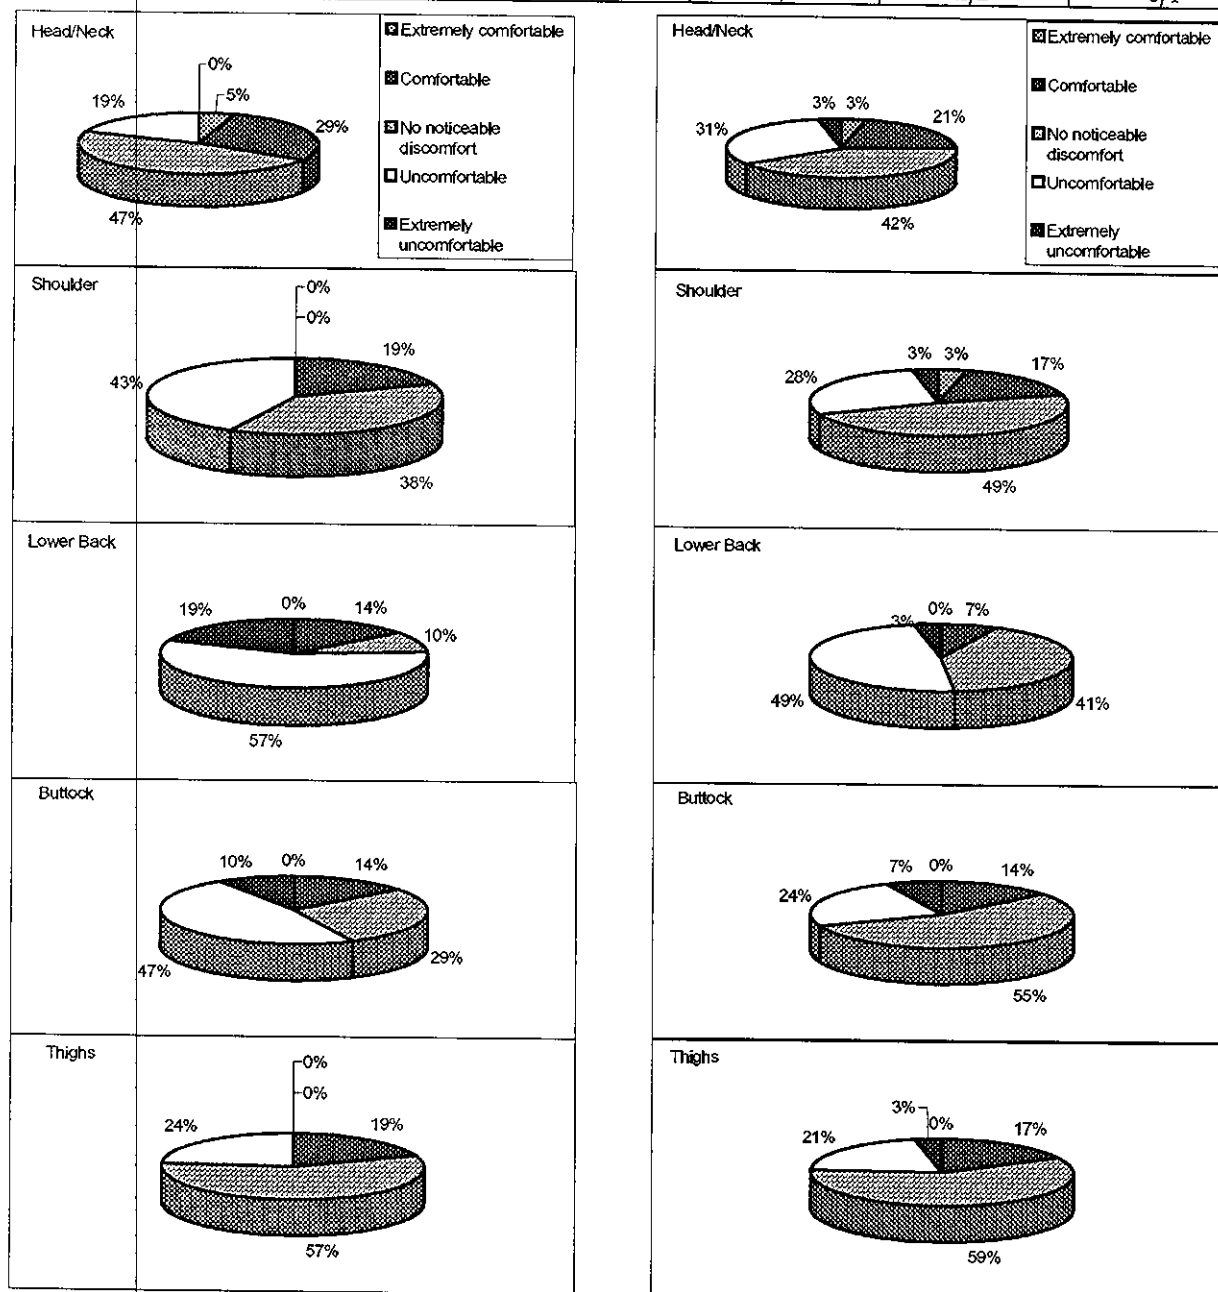 Head/Neck
0%
5%
29%
47%
19%
Extremely comfortable
Comfortable
No noticeable
discomfort
Uncomfortable
Extremely
uncomfortable
Head/Neck
3%
3%
21%
42%
31%
Extremely comfortable
Comfortable
No noticeable
discomfort
Uncomfortable
Extremely
uncomfortable
Shoulder
0%
0%
19%
38%
43%
Shoulder
3%
3%
17%
49%
28%
Lower Back
19%
0%
14%
10%
57%
Lower Back
3%
0%
7%
41%
49%
Buttock
10%
0%
14%
29%
47%
Buttock
7%
0%
14%
55%
24%
Thighs
0%
0%
19%
57%
24%
Thighs
3%
0%
17%
59%
21%